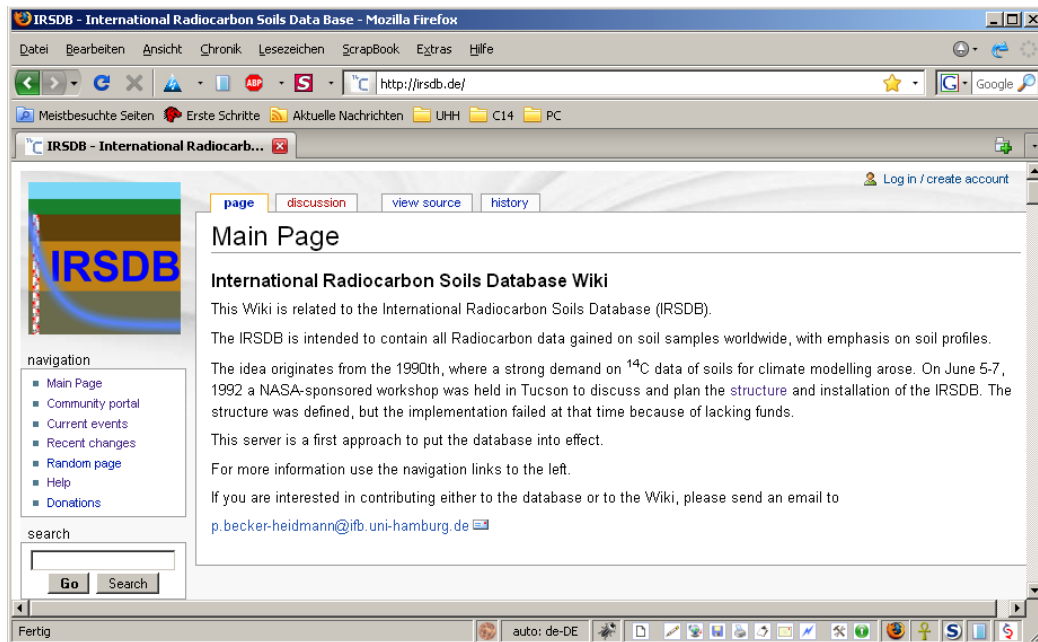 IRSDB - International Radiocarbon Soils Data Base - Mozilla Firefox
Datei Bearbeiten Ansicht Chronik Lesezeichen ScrapBook Extras Hilfe
ABP S http://irsdb.de/ G Google
Meistbesuchte Seiten Erste Schritte Aktuelle Nachrichten UHH C14 PC
IRSDB - International Radiocarb...
Log in / create account
page discussion view source history
IRSDB
Main Page
International Radiocarbon Soils Database Wiki
This Wiki is related to the International Radiocarbon Soils Database (IRSDB).
The IRSDB is intended to contain all Radiocarbon data gained on soil samples worldwide, with emphasis on soil profiles.
The idea originates from the 1990th, where a strong demand on ¹⁴C data of soils for climate modelling arose. On June 5-7,
1992 a NASA-sponsored workshop was held in Tucson to discuss and plan the structure and installation of the IRSDB. The
structure was defined, but the implementation failed at that time because of lacking funds.
This server is a first approach to put the database into effect.
For more information use the navigation links to the left.
If you are interested in contributing either to the database or to the Wiki, please send an email to
p.becker-heidmann@ifb.uni-hamburg.de
navigation
Main Page
Community portal
Current events
Recent changes
Random page
Help
Donations
search
Go Search
Fertig auto: de-DE S